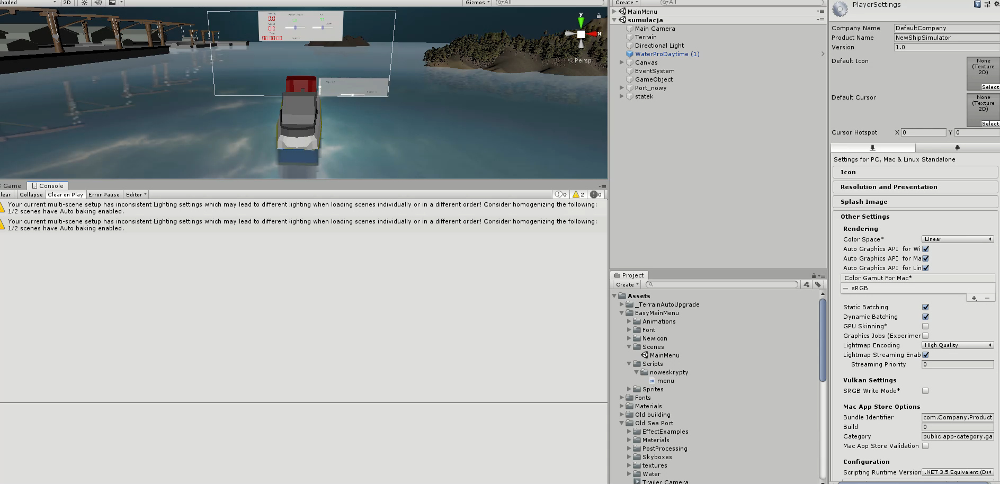 Shaded
2D
Gizmos
All
0.0
0.0
00:00:00
y
x
Persp
Game
Console
Collapse
Clear on Play
Error Pause
Editor
0
2
0
Your current multi-scene setup has inconsistent Lighting settings which may lead to different lighting when loading scenes individually or in a different order! Consider homogenizing the following:
1/2 scenes have Auto baking enabled.
Your current multi-scene setup has inconsistent Lighting settings which may lead to different lighting when loading scenes individually or in a different order! Consider homogenizing the following:
1/2 scenes have Auto baking enabled.
Create
All
MainMenu
sumulacja
Main Camera
Terrain
Directional Light
WaterProDaytime (1)
Canvas
EventSystem
GameObject
Port_nowy
statek
Project
Create
Assets
_TerrainAutoUpgrade
EasyMainMenu
Animations
Font
Newicon
Scenes
MainMenu
Scripts
noweskrypty
menu
Sprites
Fonts
Materials
Old building
Old Sea Port
EffectExamples
Materials
PostProcessing
Skyboxes
textures
Water
Trailer Camera
PlayerSettings
Company Name DefaultCompany
Product Name NewShipSimulator
Version 1.0
Default Icon
None
(Texture
2D)
Select
Default Cursor
None
(Texture
2D)
Select
Cursor Hotspot X 0 Y 0
Settings for PC, Mac & Linux Standalone
Icon
Resolution and Presentation
Splash Image
Other Settings
Rendering
Color Space* Linear
Auto Graphics API for Wi
Auto Graphics API for Ma
Auto Graphics API for Lin
Color Gamut For Mac*
sRGB
Static Batching
Dynamic Batching
GPU Skinning*
Graphics Jobs (Experimer
Lightmap Encoding High Quality
Lightmap Streaming Enab
Streaming Priority 0
Vulkan Settings
SRGB Write Mode*
Mac App Store Options
Bundle Identifier com.Company.Product
Build 0
Category public.app-category.ga
Mac App Store Validation
Configuration
Scripting Runtime Version .NET 3.5 Equivalent (De